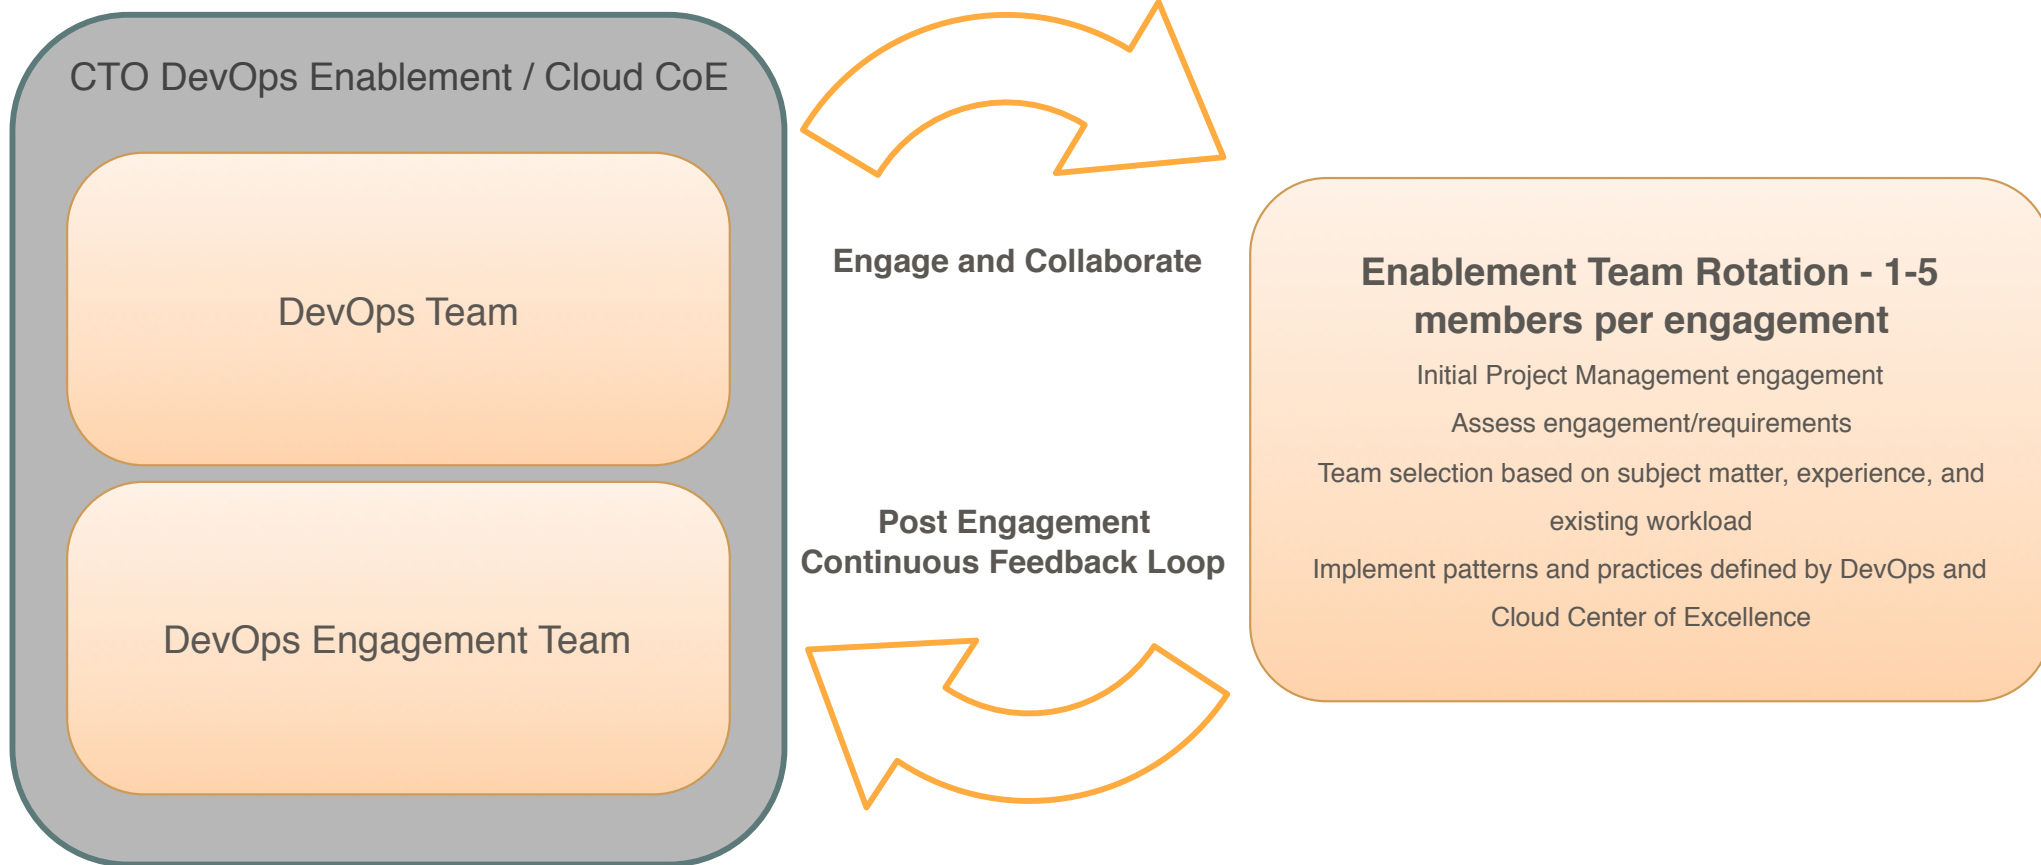 CTO DevOps Enablement / Cloud CoE
DevOps Team
DevOps Engagement Team
Engage and Collaborate
Post Engagement
Continuous Feedback Loop
Enablement Team Rotation - 1-5
members per engagement
Initial Project Management engagement
Assess engagement/requirements
Team selection based on subject matter, experience, and
existing workload
Implement patterns and practices defined by DevOps and
Cloud Center of Excellence